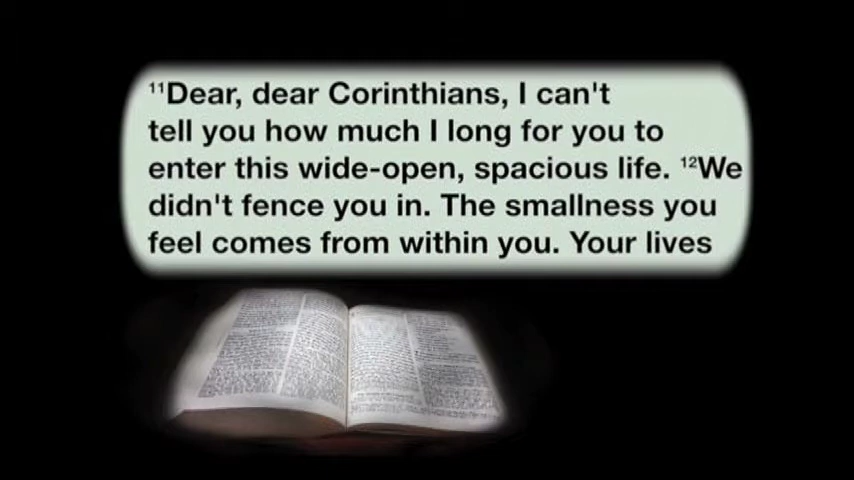 ¹¹Dear, dear Corinthians, I can't
tell you how much I long for you to
enter this wide-open, spacious life. ¹²We
didn't fence you in. The smallness you
feel comes from within you. Your lives